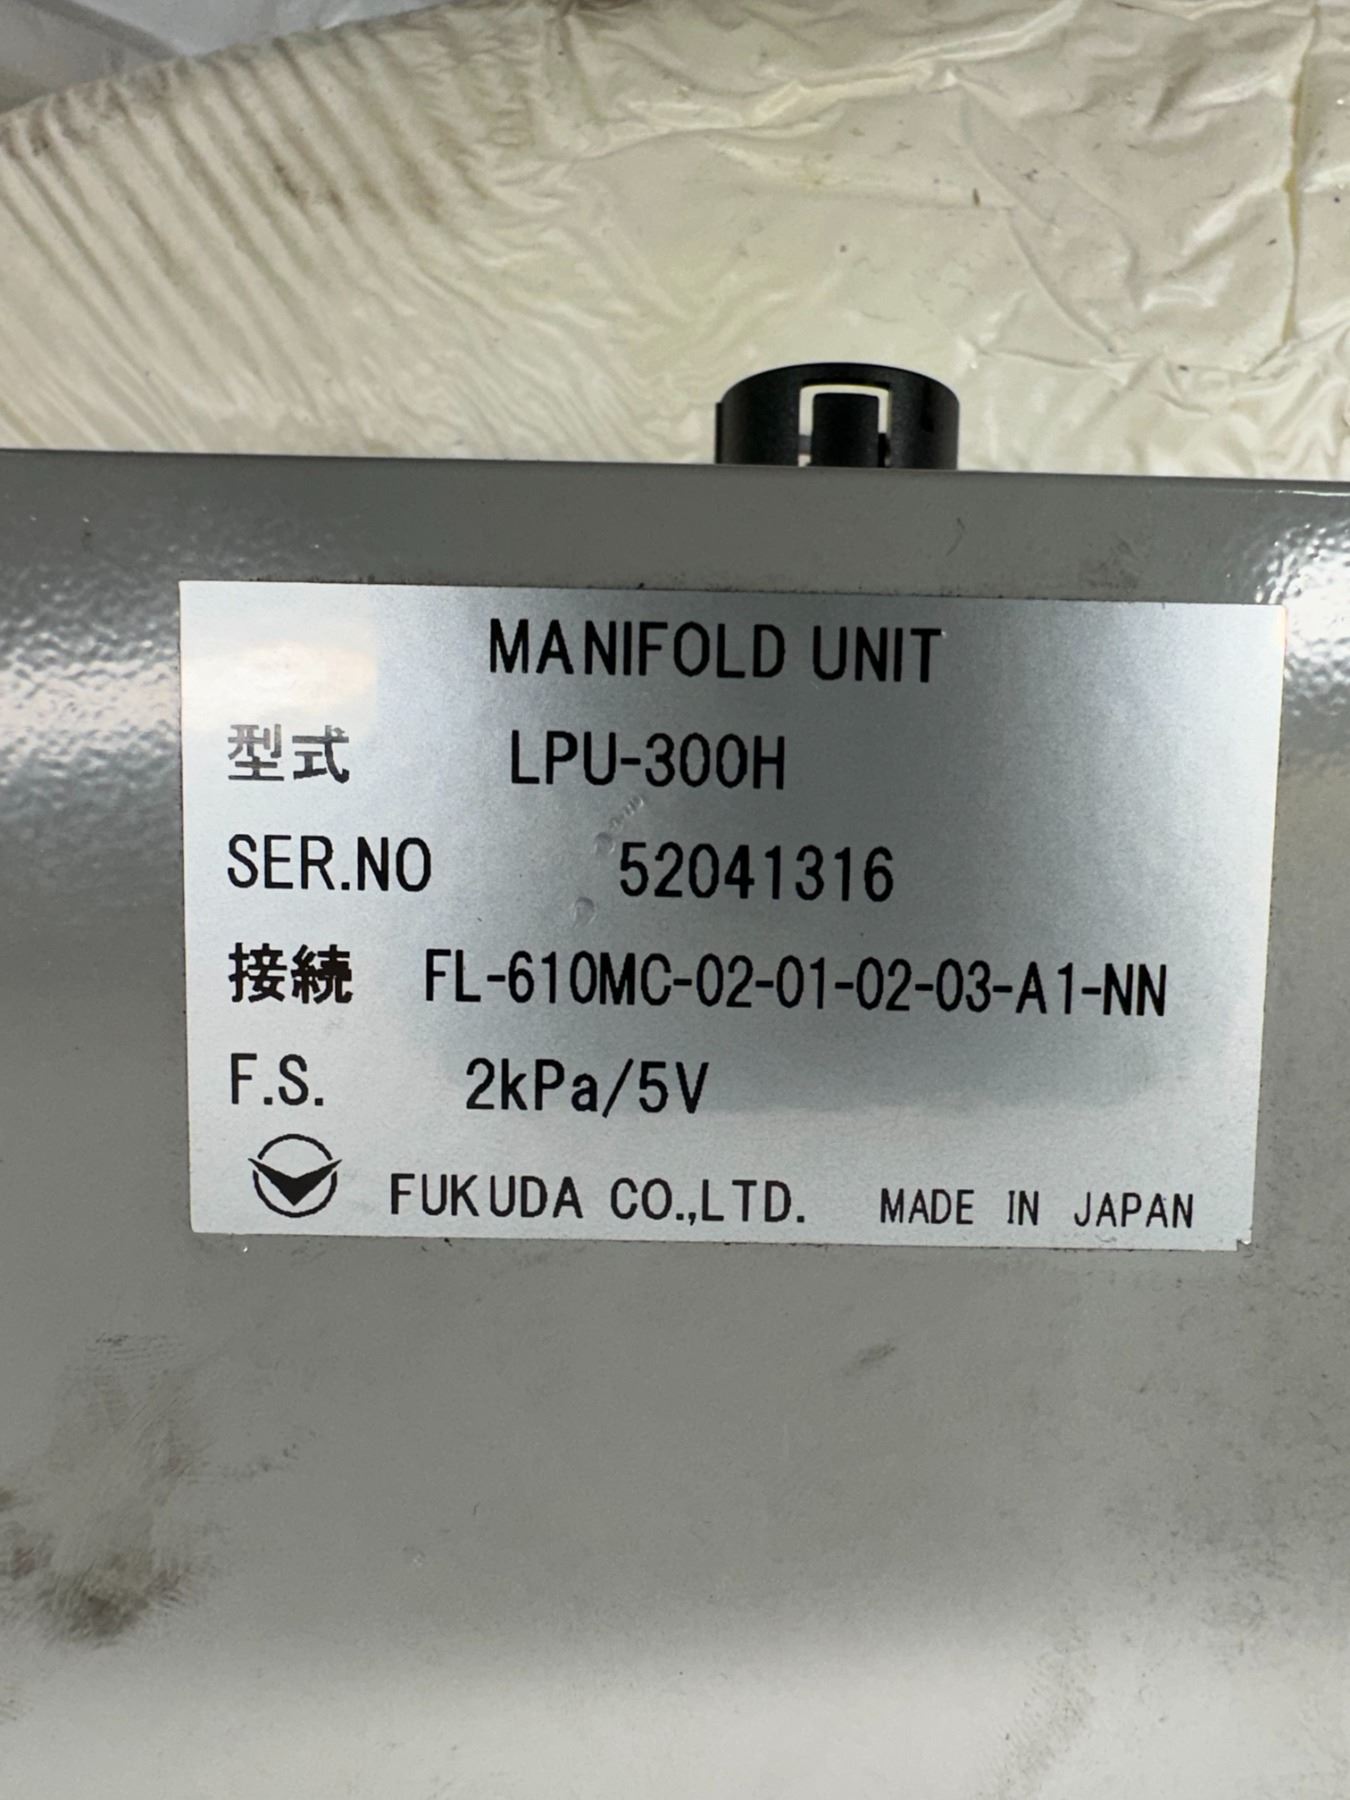 MANIFOLD UNIT
型式 LPU-300H
SER.NO 52041316
接続 FL-610MC-02-01-02-03-A1-NN
F.S. 2kPa/5V
FUKUDA CO.,LTD. MADE IN JAPAN